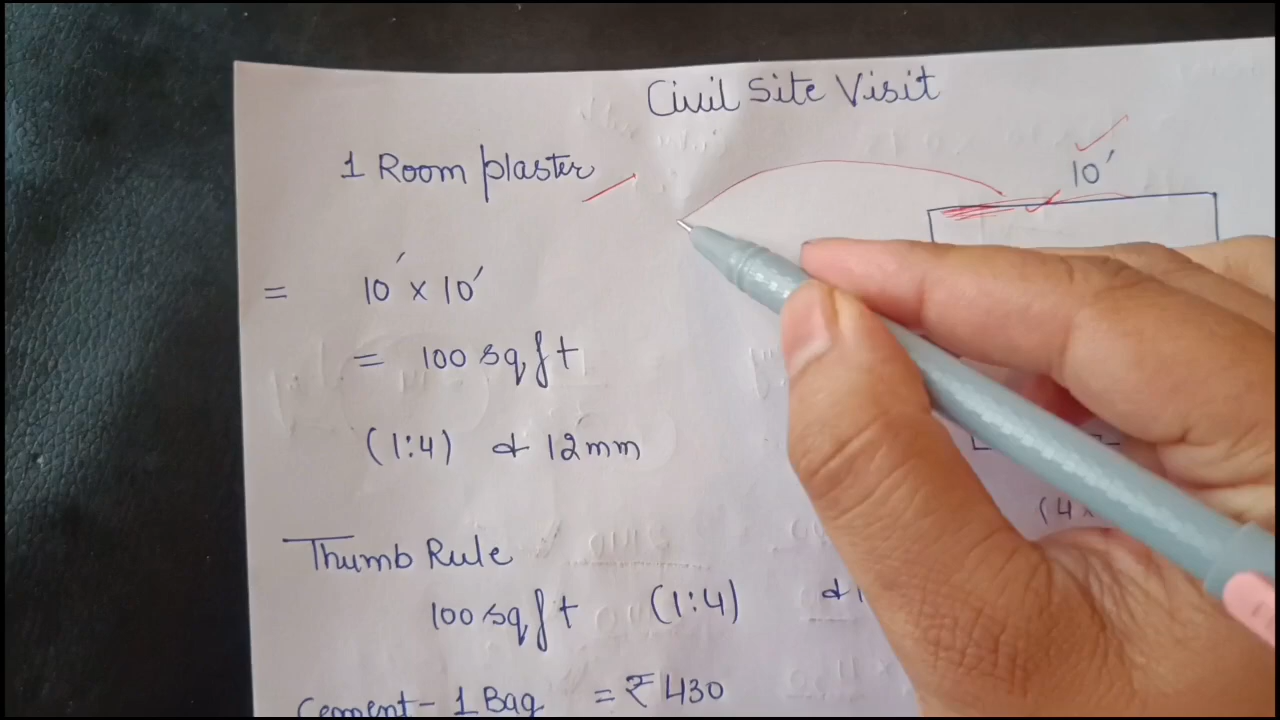 Civil Site Visit
1 Room plaster
10'
= 10' x 10'
= 100 sqft
(1:4) & 12mm
(4
Thumb Rule
100 sqft (1:4) &
Cement - 1 Bag = ₹430